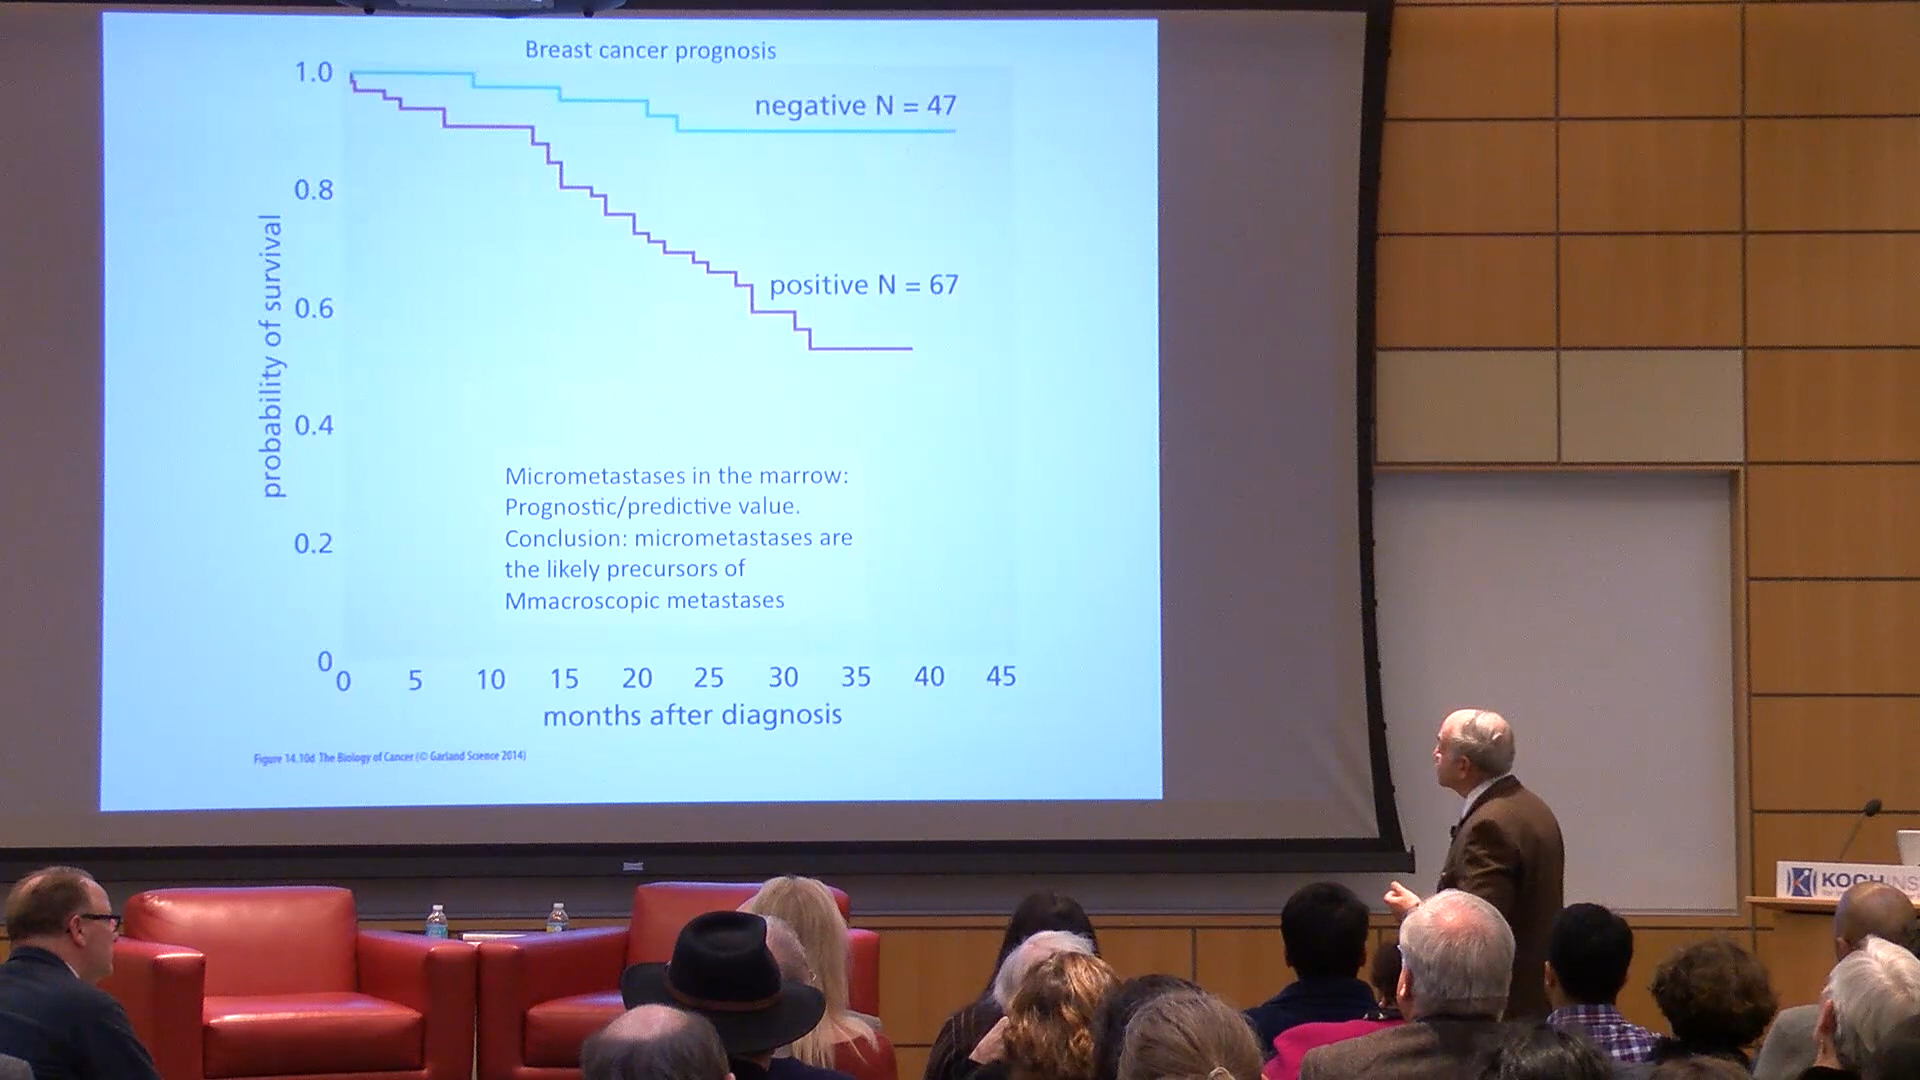 Breast cancer prognosis
1.0
negative N = 47
0.8
positive N = 67
0.6
probability of survival
0.4
Micrometastases in the marrow:
Prognostic/predictive value.
Conclusion: micrometastases are
the likely precursors of
Mmacroscopic metastases
0.2
0
0 5 10 15 20 25 30 35 40 45
months after diagnosis
Figure 14.10d The Biology of Cancer (© Garland Science 2014)
KOCH INS